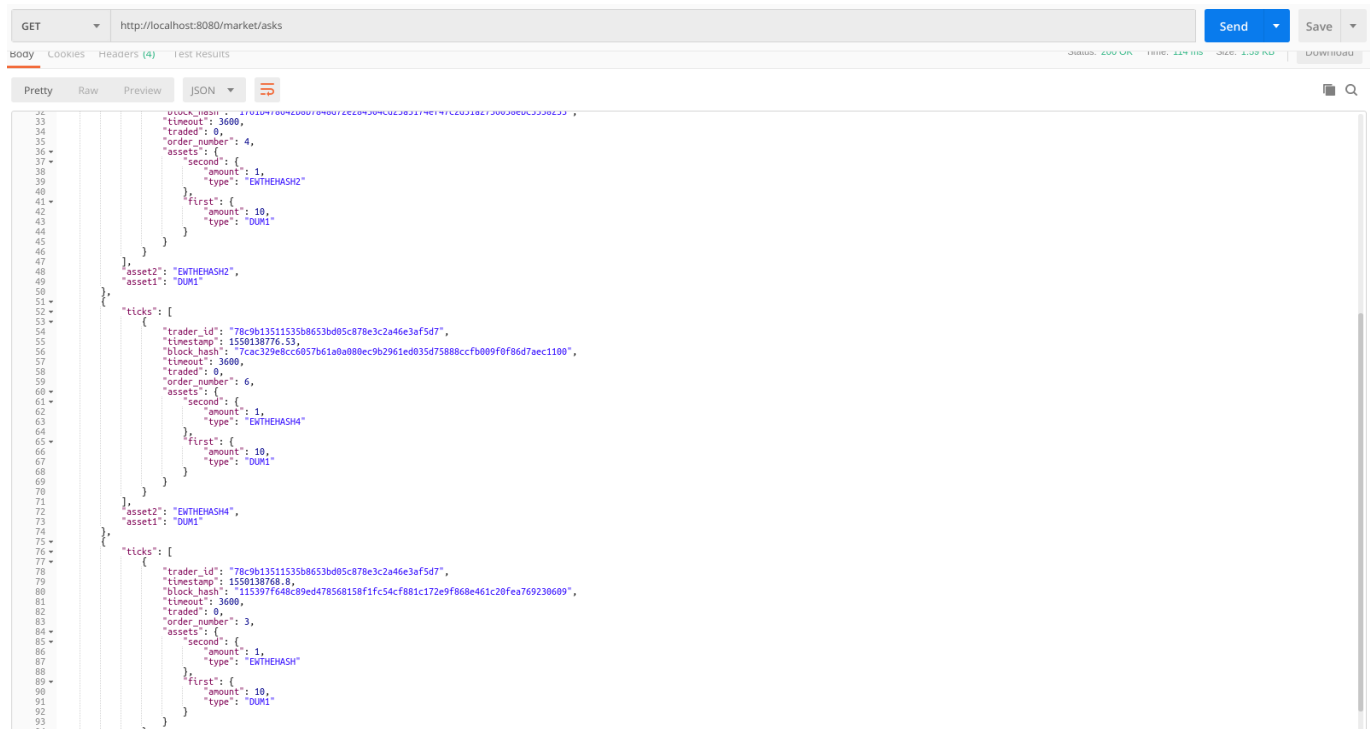 GET http://localhost:8080/market/asks Send Save
Body Cookies Headers (4) Test Results Status: 200 OK Time: 114 ms Size: 1.59 KB Download
Pretty Raw Preview JSON
32
33 "timeout": 3600,
34 "traded": 0,
35 "order_number": 4,
36 "assets": {
37 "second": {
38 "amount": 1,
39 "type": "EWTHEHASH2"
40 },
41 "first": {
42 "amount": 10,
43 "type": "DUM1"
44 }
45 }
46 }
47 ],
48 "asset2": "EWTHEHASH2",
49 "asset1": "DUM1"
50 },
51 {
52 "ticks": [
53 {
54 "trader_id": "78c9b13511535b8653bd05c878e3c2a46e3af5d7",
55 "timestamp": 1550138776.53,
56 "block_hash": "7cac329e8cc6057b61a0a080ec9b2961ed035d75888ccfb009f0f86d7aec1100",
57 "timeout": 3600,
58 "traded": 0,
59 "order_number": 6,
60 "assets": {
61 "second": {
62 "amount": 1,
63 "type": "EWTHEHASH4"
64 },
65 "first": {
66 "amount": 10,
67 "type": "DUM1"
68 }
69 }
70 }
71 ],
72 "asset2": "EWTHEHASH4",
73 "asset1": "DUM1"
74 },
75 {
76 "ticks": [
77 {
78 "trader_id": "78c9b13511535b8653bd05c878e3c2a46e3af5d7",
79 "timestamp": 1550138768.8,
80 "block_hash": "115397f648c89ed478568158f1fc54cf881c172e9f868e461c20fea769230609",
81 "timeout": 3600,
82 "traded": 0,
83 "order_number": 3,
84 "assets": {
85 "second": {
86 "amount": 1,
87 "type": "EWTHEHASH"
88 },
89 "first": {
90 "amount": 10,
91 "type": "DUM1"
92 }
93 }